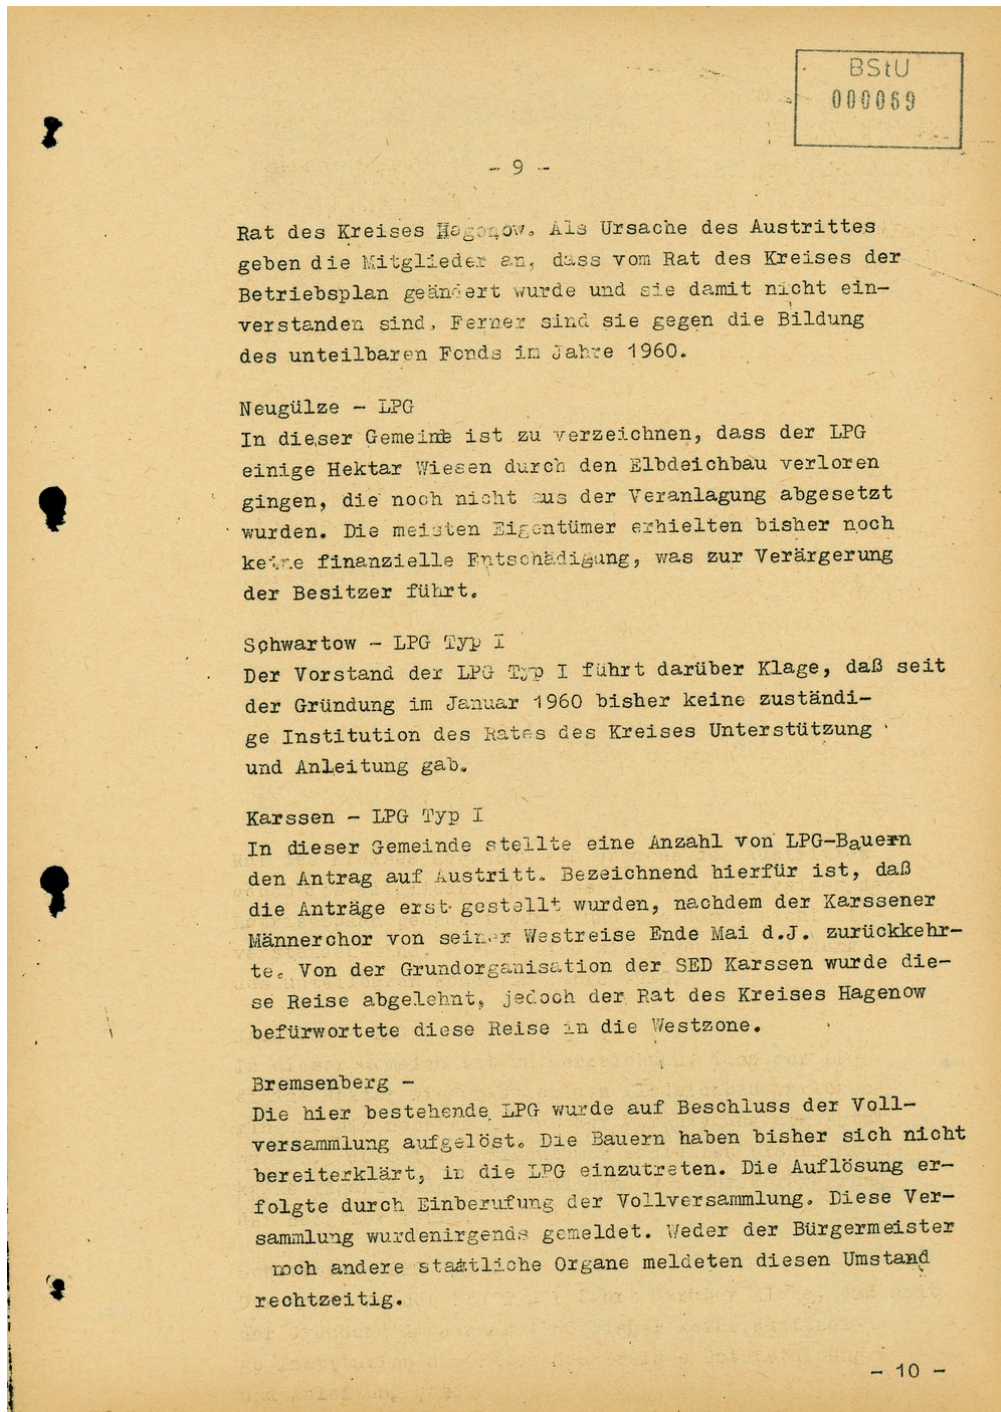 BStU
000069
- 9 -
Rat des Kreises Hagenow. Als Ursache des Austrittes
geben die Mitglieder an, dass vom Rat des Kreises der
Betriebsplan geändert wurde und sie damit nicht ein-
verstanden sind. Ferner sind sie gegen die Bildung
des unteilbaren Fonds im Jahre 1960.
Neugülze - LPG
In dieser Gemeinde ist zu verzeichnen, dass der LPG
einige Hektar Wiesen durch den Elbdeichbau verloren
gingen, die noch nicht aus der Veranlagung abgesetzt
wurden. Die meisten Eigentümer erhielten bisher noch
keine finanzielle Entschädigung, was zur Verärgerung
der Besitzer führt.
Schwartow - LPG Typ I
Der Vorstand der LPG Typ I führt darüber Klage, daß seit
der Gründung im Januar 1960 bisher keine zuständi-
ge Institution des Rates des Kreises Unterstützung
und Anleitung gab.
Karssen - LPG Typ I
In dieser Gemeinde stellte eine Anzahl von LPG-Bauern
den Antrag auf Austritt. Bezeichnend hierfür ist, daß
die Anträge erst gestellt wurden, nachdem der Karssener
Männerchor von seiner Westreise Ende Mai d.J. zurückkehr-
te. Von der Grundorganisation der SED Karssen wurde die-
se Reise abgelehnt, jedoch der Rat des Kreises Hagenow
befürwortete diese Reise in die Westzone.
Bremsenberg -
Die hier bestehende LPG wurde auf Beschluss der Voll-
versammlung aufgelöst. Die Bauern haben bisher sich nicht
bereiterklärt, in die LPG einzutreten. Die Auflösung er-
folgte durch Einberufung der Vollversammlung. Diese Ver-
sammlung wurdenirgends gemeldet. Weder der Bürgermeister
noch andere staatliche Organe meldeten diesen Umstand
rechtzeitig.
- 10 -